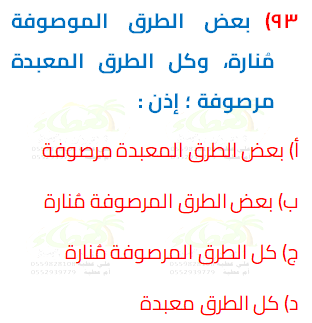 ٩٣) بعض الطرق الموصوفة
مُنارة، وكل الطرق المعبدة
مرصوفة ؛ إذن :
أ) بعض الطرق المعبدة مرصوفة
ب) بعض الطرق المرصوفة مُنارة
ج) كل الطرق المرصوفة مُنارة
د) كل الطرق معبدة